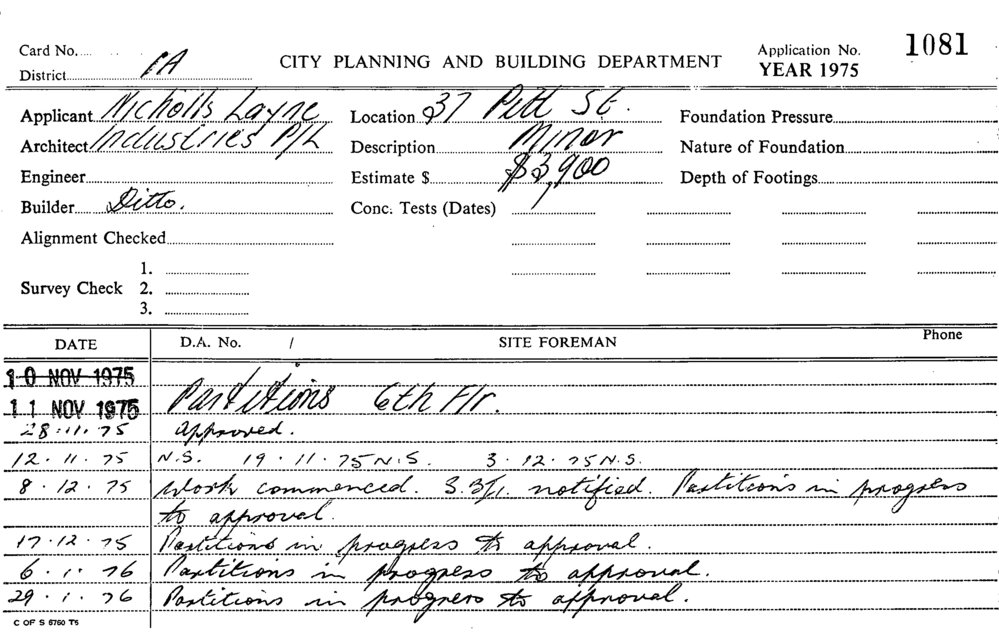 Card No.
District CA
CITY PLANNING AND BUILDING DEPARTMENT
Application No. 1081
YEAR 1975
Applicant Nicholls Layne
Location 37 Pitt St.
Foundation Pressure
Architect Industries P/L
Description Minor
Nature of Foundation
Engineer
Estimate $ $3,900
Depth of Footings
Builder Ditto.
Conc. Tests (Dates)
Alignment Checked
Survey Check 1.
2.
3.
DATE D.A. No. / SITE FOREMAN Phone
10 NOV 1975
11 NOV 1975 Partitions 6th Flr.
28.11.75 Approved.
12.11.75 N.S. 19.11.75 N.S. 3.12.75 N.S.
8.12.75 Work commenced. notified. Partitions in progress
to approval.
17.12.75 Partitions in progress to approval.
6.1.76 Partitions in progress to approval.
29.1.76 Partitions in progress to approval.
C OF S 6760 T5